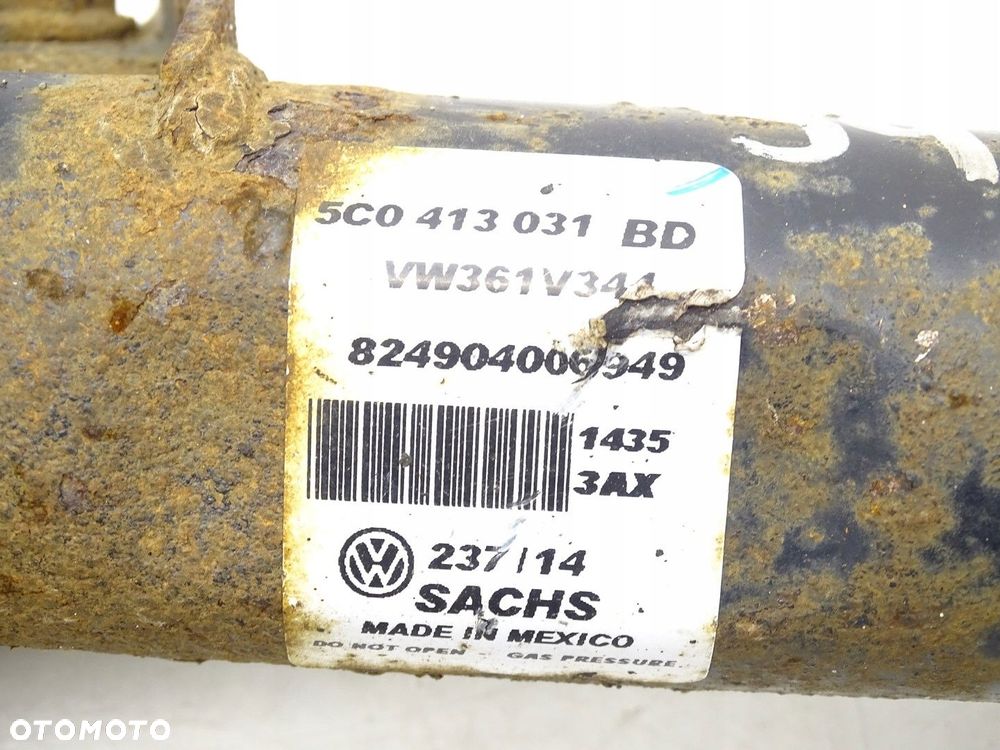 5C0 413 031 BD
VW361V344
824904006949
1435
3AX
VW
237/14
SACHS
MADE IN MEXICO
DO NOT OPEN - GAS PRESSURE
OTOMOTO